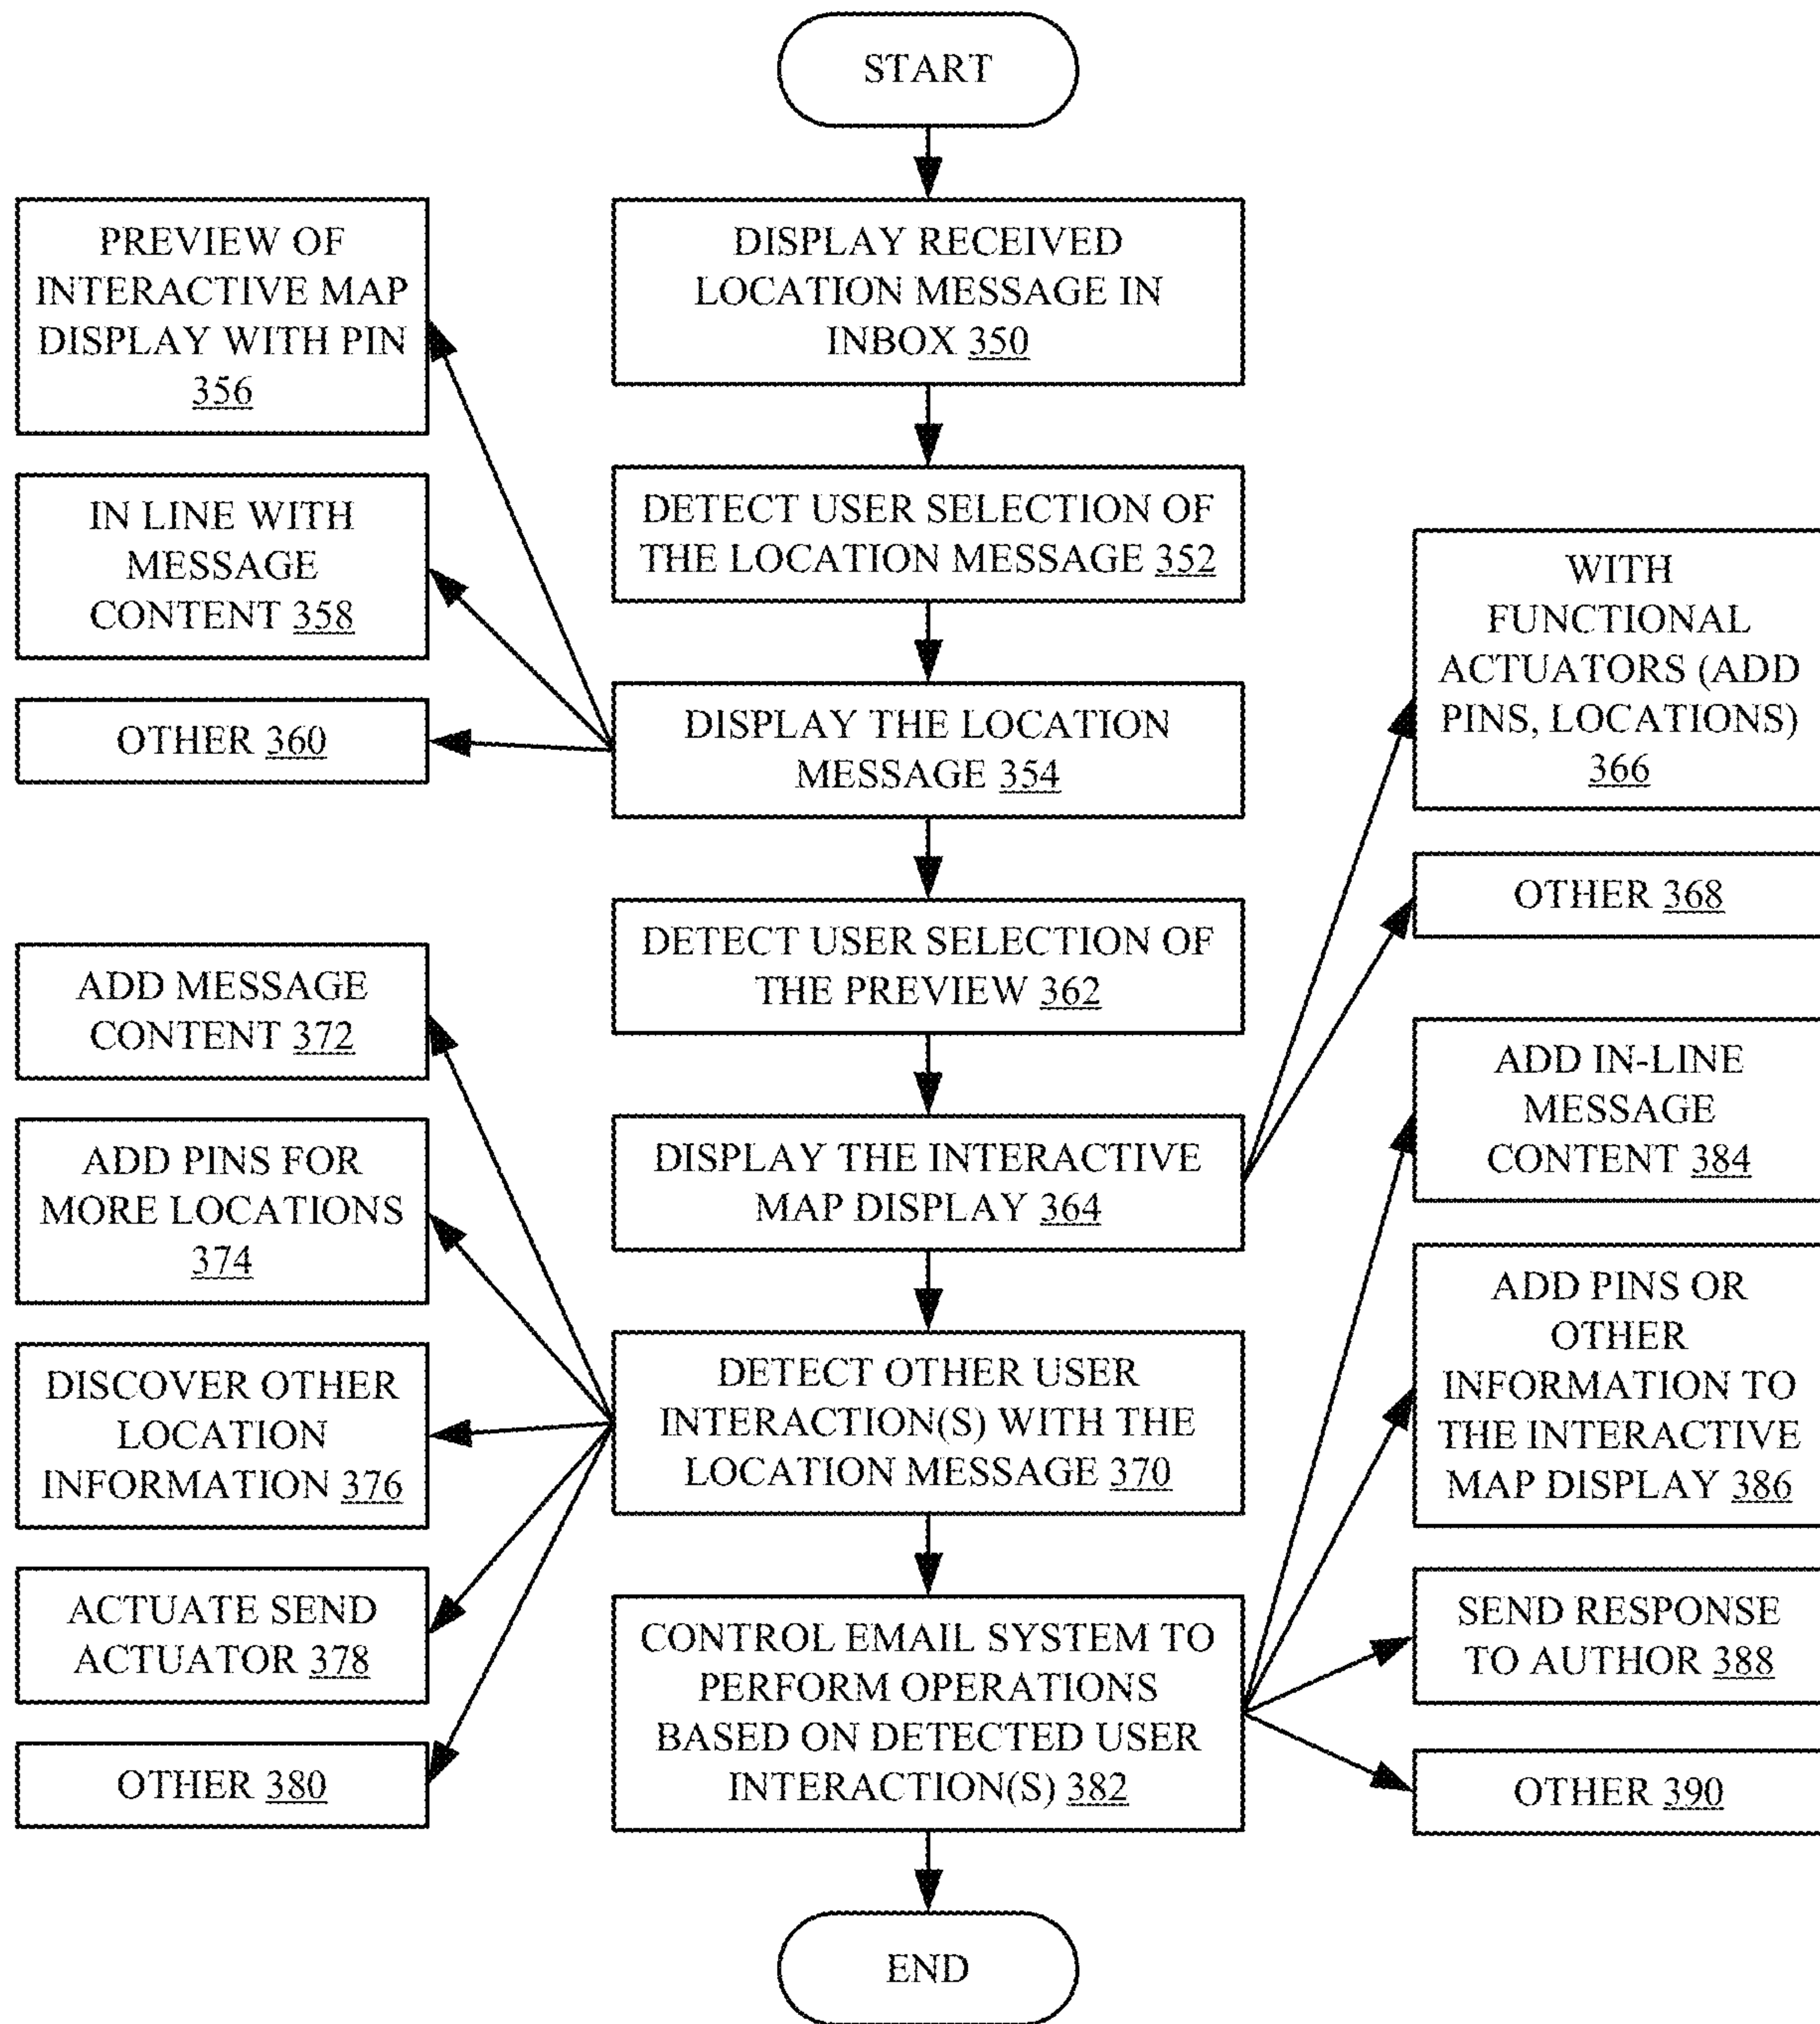 START
DISPLAY RECEIVED
LOCATION MESSAGE IN
INBOX 350
DETECT USER SELECTION OF
THE LOCATION MESSAGE 352
DISPLAY THE LOCATION
MESSAGE 354
PREVIEW OF
INTERACTIVE MAP
DISPLAY WITH PIN
356
IN LINE WITH
MESSAGE
CONTENT 358
OTHER 360
DETECT USER SELECTION OF
THE PREVIEW 362
DISPLAY THE INTERACTIVE
MAP DISPLAY 364
WITH
FUNCTIONAL
ACTUATORS (ADD
PINS, LOCATIONS)
366
OTHER 368
DETECT OTHER USER
INTERACTION(S) WITH THE
LOCATION MESSAGE 370
ADD MESSAGE
CONTENT 372
ADD PINS FOR
MORE LOCATIONS
374
DISCOVER OTHER
LOCATION
INFORMATION 376
ACTUATE SEND
ACTUATOR 378
OTHER 380
CONTROL EMAIL SYSTEM TO
PERFORM OPERATIONS
BASED ON DETECTED USER
INTERACTION(S) 382
ADD IN-LINE
MESSAGE
CONTENT 384
ADD PINS OR
OTHER
INFORMATION TO
THE INTERACTIVE
MAP DISPLAY 386
SEND RESPONSE
TO AUTHOR 388
OTHER 390
END